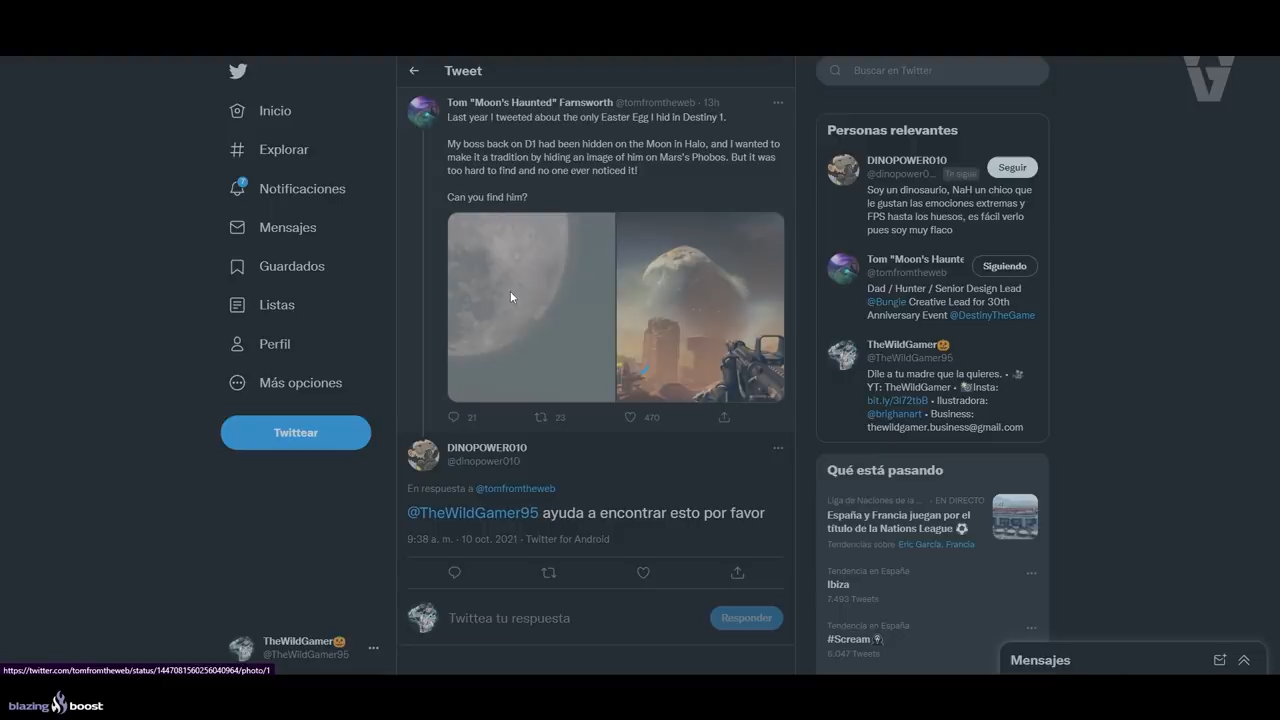 Inicio
Explorar
7
Notificaciones
Mensajes
Guardados
Listas
Perfil
Más opciones
Twittear
TheWildGamer🎃
@TheWildGamer95
Tweet
Tom "Moon's Haunted" Farnsworth @tomfromtheweb · 13h
Last year I tweeted about the only Easter Egg I hid in Destiny 1.
My boss back on D1 had been hidden on the Moon in Halo, and I wanted to
make it a tradition by hiding an image of him on Mars's Phobos. But it was
too hard to find and no one ever noticed it!
Can you find him?
21
23
470
DINOPOWER010
@dinopower010
En respuesta a @tomfromtheweb
@TheWildGamer95 ayuda a encontrar esto por favor
9:38 a. m. · 10 oct. 2021 · Twitter for Android
Twittea tu respuesta
Responder
Buscar en Twitter
Personas relevantes
DINOPOWER010
Seguir
@dinopower0... Te sigue
Soy un dinosaurio, NaH un chico que
le gustan las emociones extremas y
FPS hasta los huesos, es fácil verlo
pues soy muy flaco
Tom "Moon's Haunte
Siguiendo
@tomfromtheweb
Dad / Hunter / Senior Design Lead
@Bungie Creative Lead for 30th
Anniversary Event @DestinyTheGame
TheWildGamer🎃
@TheWildGamer95
Dile a tu madre que la quieres. • 🎥
YT: TheWildGamer • 📸Insta:
bit.ly/3i72tbB • Ilustradora:
@brighanart • Business:
thewildgamer.business@gmail.com
Qué está pasando
Liga de Naciones de la ... · EN DIRECTO
España y Francia juegan por el
título de la Nations League ⚽
Tendencias sobre Eric García, Francia
Tendencia en España
Ibiza
7.493 Tweets
Tendencia en España
#Scream
6.047 Tweets
Mensajes
https://twitter.com/tomfromtheweb/status/1447081560256040964/photo/1
blazing boost